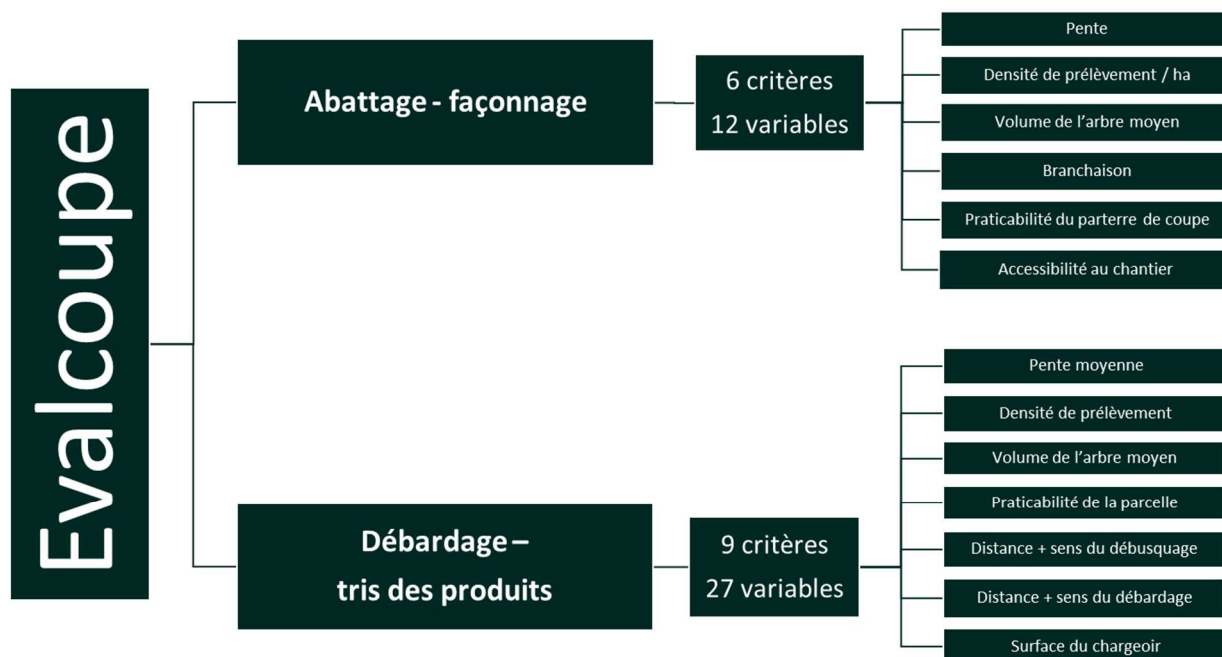 Evalcoupe
Abattage - façonnage
6 critères
12 variables
Pente
Densité de prélèvement / ha
Volume de l'arbre moyen
Branchaison
Praticabilité du parterre de coupe
Accessibilité au chantier
Débardage –
tris des produits
9 critères
27 variables
Pente moyenne
Densité de prélèvement
Volume de l'arbre moyen
Praticabilité de la parcelle
Distance + sens du débusquage
Distance + sens du débardage
Surface du chargeoir